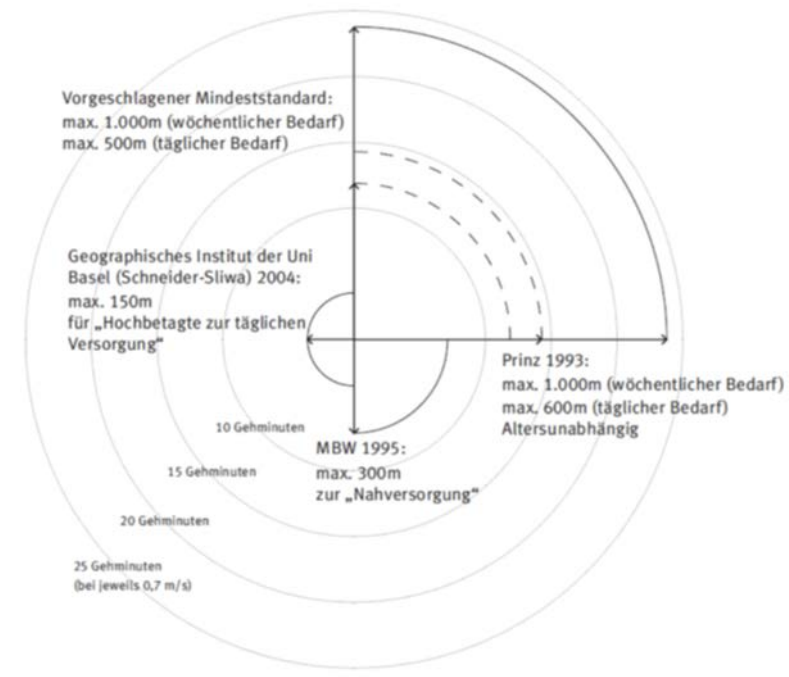 Vorgeschlagener Mindeststandard:
max. 1.000m (wöchentlicher Bedarf)
max. 500m (täglicher Bedarf)
Geographisches Institut der Uni
Basel (Schneider-Sliwa) 2004:
max. 150m
für „Hochbetagte zur täglichen
Versorgung“
Prinz 1993:
max. 1.000m (wöchentlicher Bedarf)
max. 600m (täglicher Bedarf)
Altersunabhängig
10 Gehminuten
MBW 1995:
max. 300m
zur „Nahversorgung“
15 Gehminuten
20 Gehminuten
25 Gehminuten
(bei jeweils 0,7 m/s)